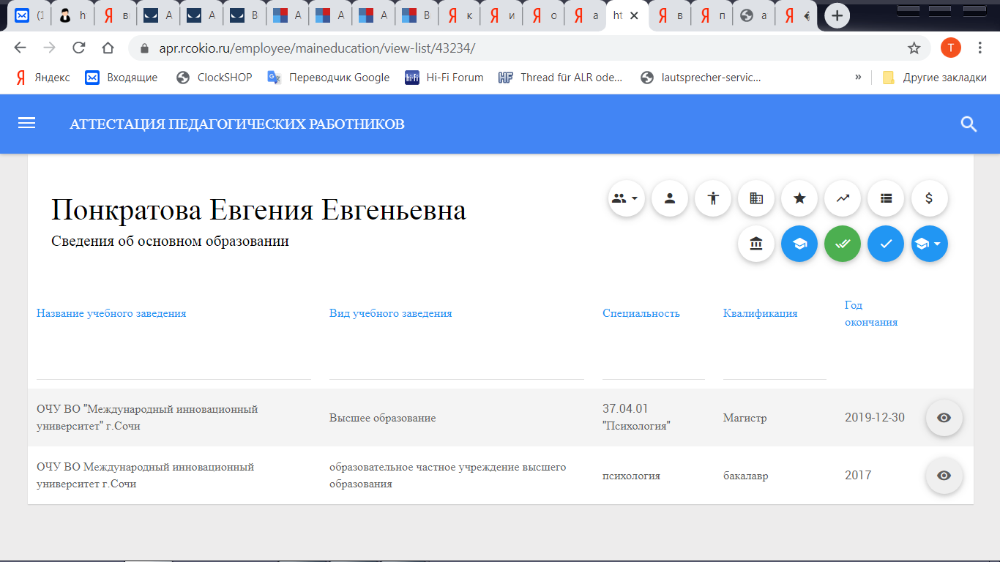 (1
h
в
А
А
В
А
А
А
В
к
и
о
а
ht
в
п
а
apr.rcokio.ru/employee/maineducation/view-list/43234/
Т
Яндекс
Входящие
ClockSHOP
Переводчик Google
Hi-Fi Forum
Thread für ALR ode...
lautsprecher-servic...
»
Другие закладки
АТТЕСТАЦИЯ ПЕДАГОГИЧЕСКИХ РАБОТНИКОВ
Понкратова Евгения Евгеньевна
Сведения об основном образовании
Название учебного заведения
Вид учебного заведения
Специальность
Квалификация
Год
окончания
ОЧУ ВО "Международный инновационный
университет" г.Сочи
Высшее образование
37.04.01
"Психология"
Магистр
2019-12-30
ОЧУ ВО Международный инновационный
университет г.Сочи
образовательное частное учреждение высшего
образования
психология
бакалавр
2017